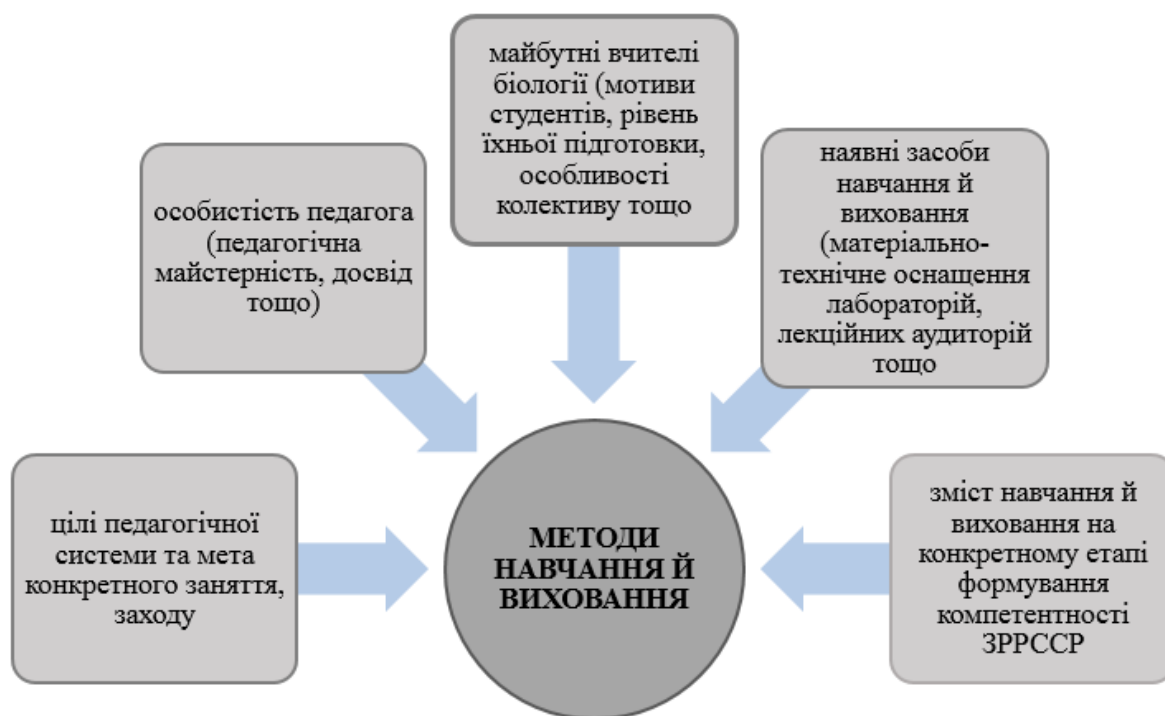 майбутні вчителі
біології (мотиви
студентів, рівень
їхньої підготовки,
особливості
колективу тощо
особистість педагога
(педагогічна
майстерність, досвід
тощо)
наявні засоби
навчання й
виховання
(матеріально-
технічне оснащення
лабораторій,
лекційних аудиторій
тощо
цілі педагогічної
системи та мета
конкретного заняття,
заходу
МЕТОДИ
НАВЧАННЯ Й
ВИХОВАННЯ
зміст навчання й
виховання на
конкретному етапі
формування
компетентності
ЗРРССР